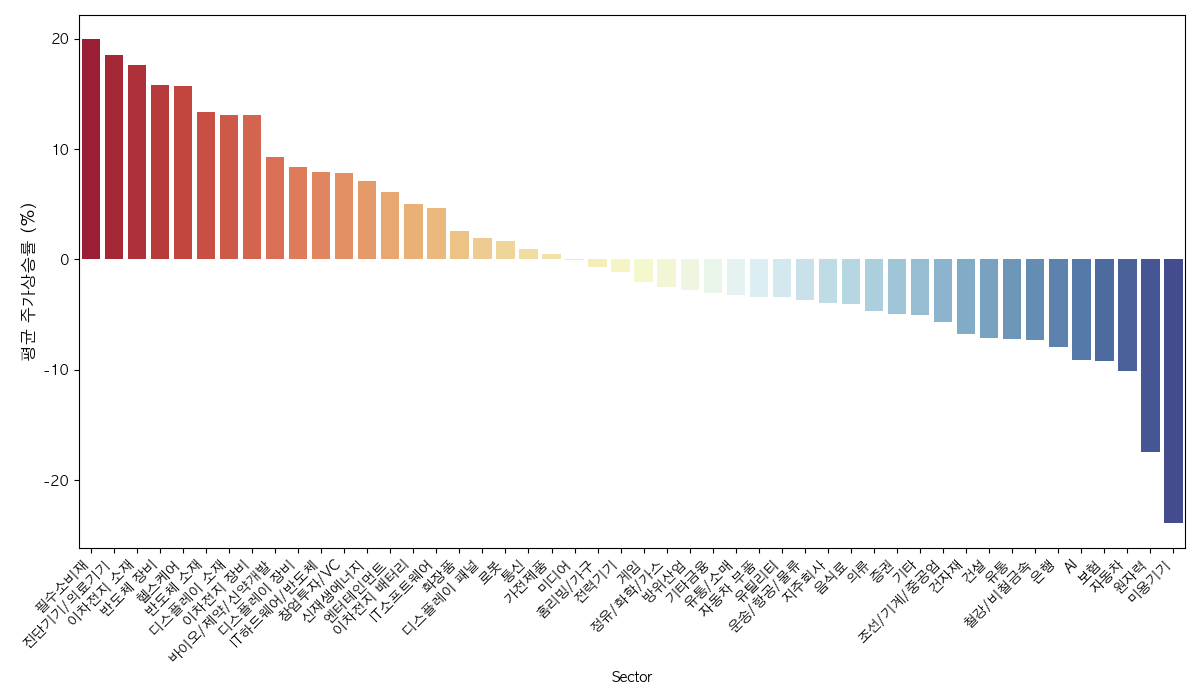 평균 주가상승률 (%)
20
10
0
-10
-20
필수소비재
진단기기/의료기기
이차전지 소재
반도체 장비
헬스케어
반도체 소재
디스플레이 소재
이차전지 장비
바이오/제약/신약개발
디스플레이 장비
IT하드웨어/반도체
창업투자/VC
신재생에너지
엔터테인먼트
이차전지 배터리
IT소프트웨어
화장품
디스플레이 패널
로봇
통신
가전제품
미디어
홈리빙/가구
전력기기
게임
정유/화학/가스
방위산업
기타금융
유통/소매
자동차 부품
유틸리티
운송/항공/물류
지주회사
음식료
의류
증권
기타
조선/기계/중공업
건자재
건설
유통
철강/비철금속
은행
AI
보험
자동차
원자력
미용기기
Sector